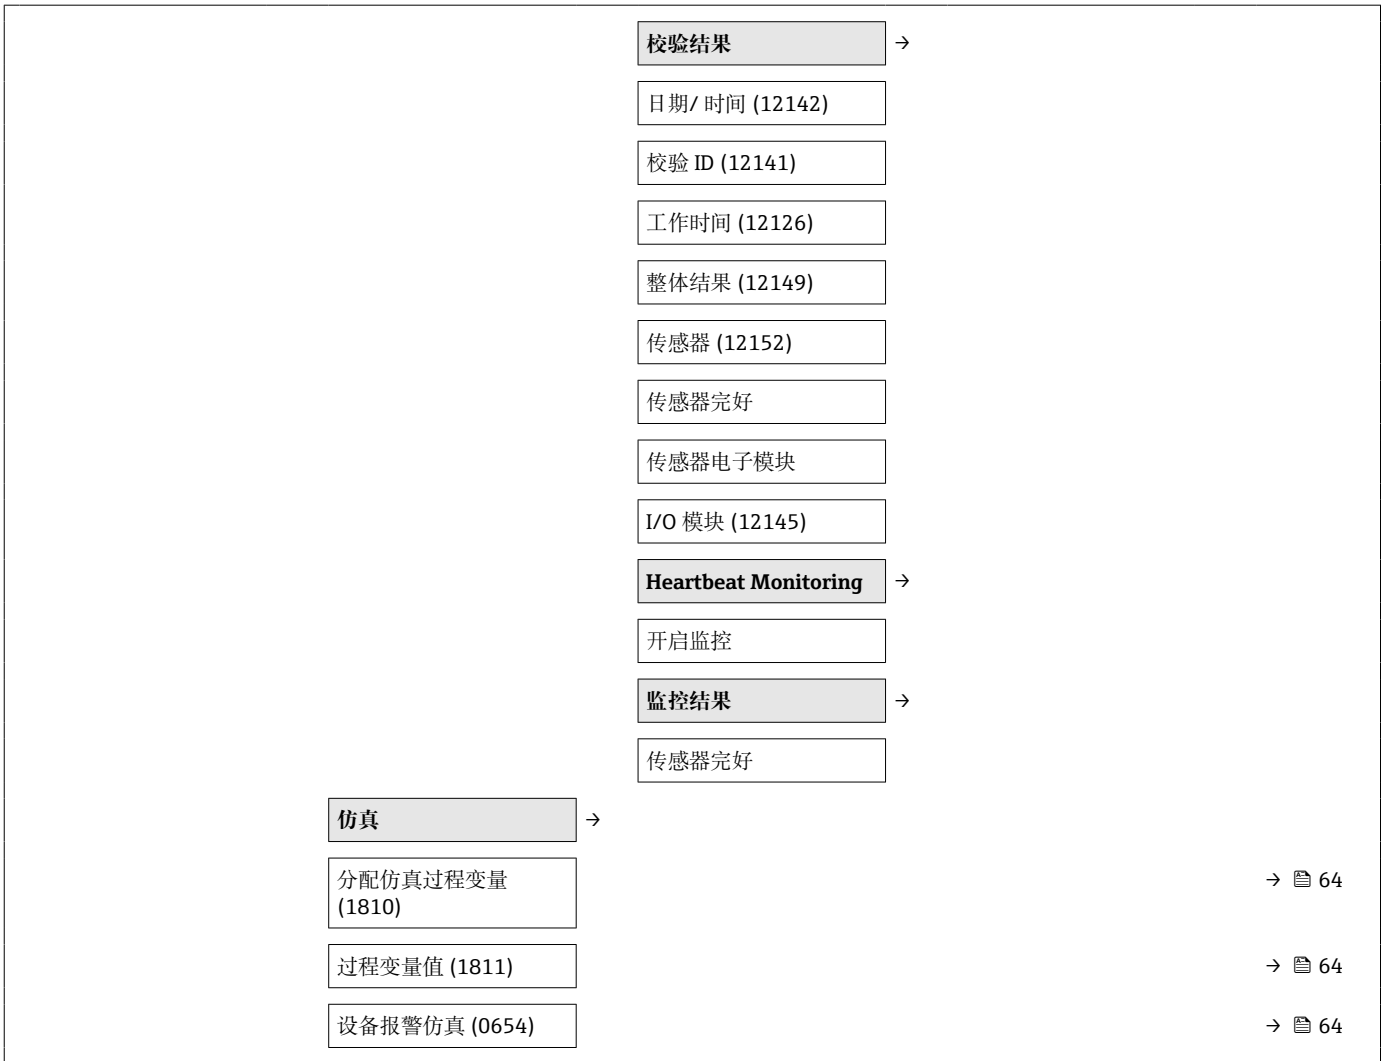 校验结果 →
日期/ 时间 (12142)
校验 ID (12141)
工作时间 (12126)
整体结果 (12149)
传感器 (12152)
传感器完好
传感器电子模块
I/O 模块 (12145)
Heartbeat Monitoring →
开启监控
监控结果 →
传感器完好
仿真 →
分配仿真过程变量
(1810)
→ 64
过程变量值 (1811) → 64
设备报警仿真 (0654) → 64